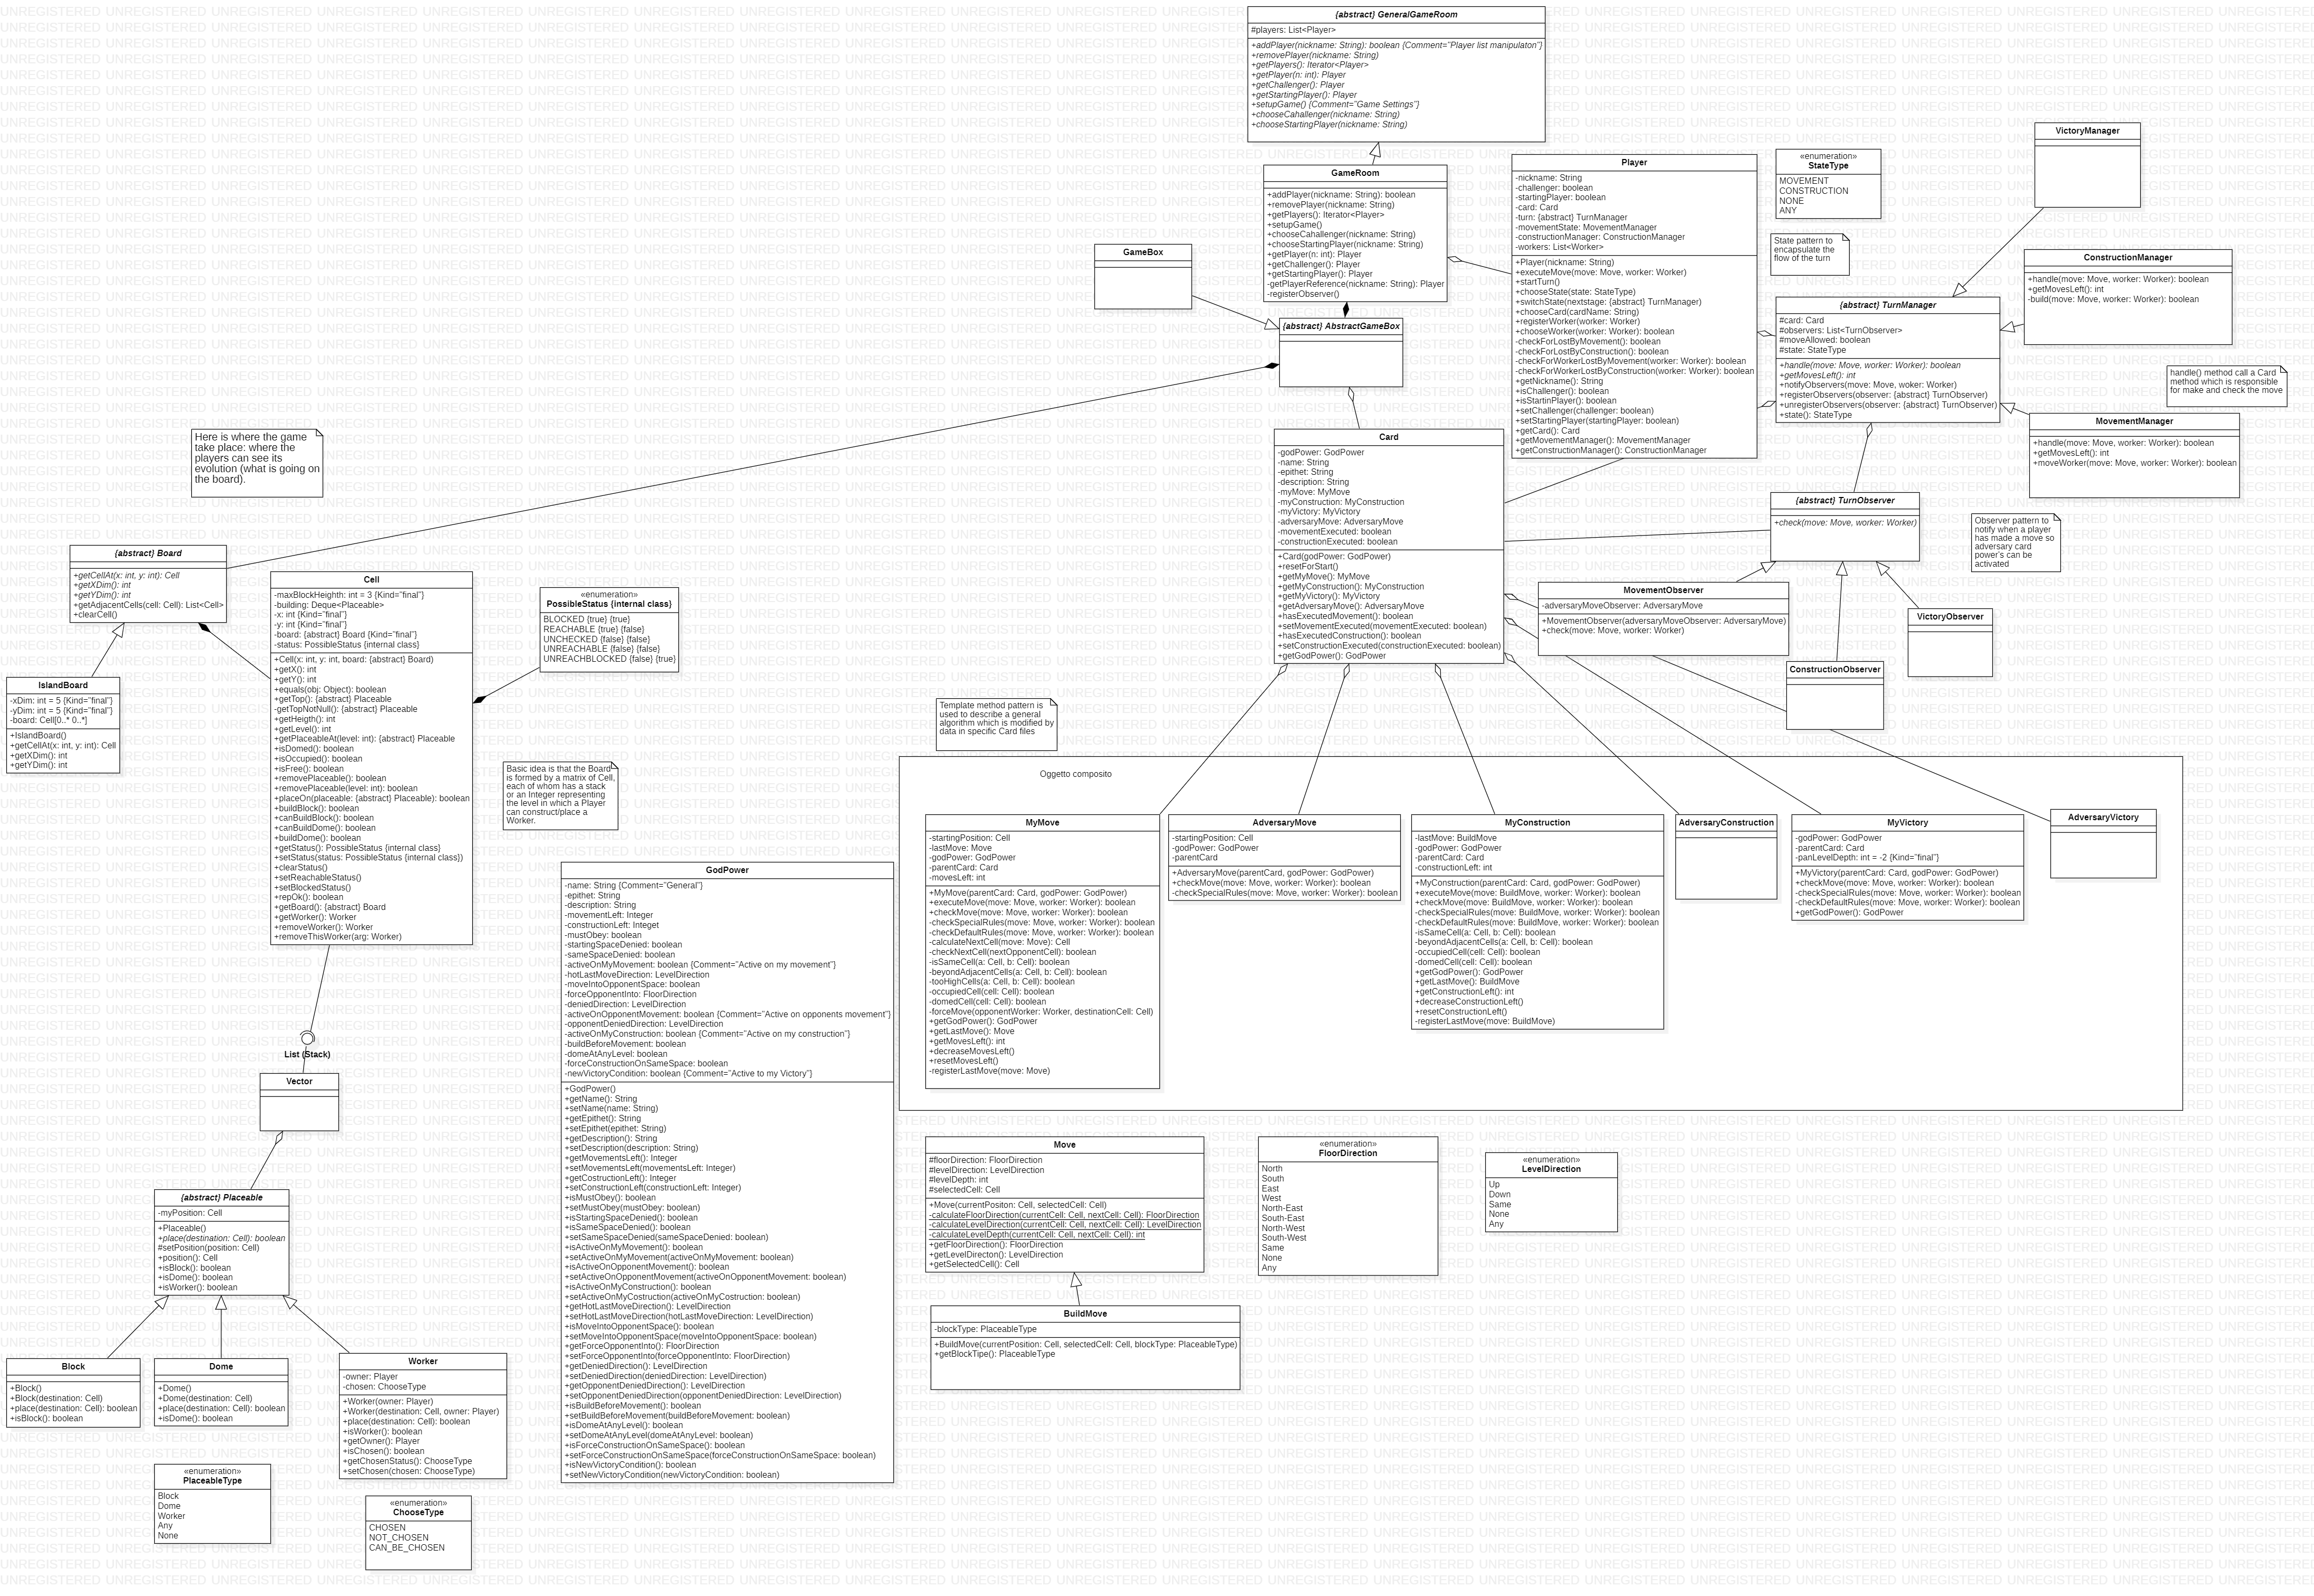 {abstract} GeneralGameRoom
#players: List<Player>
+addPlayer(nickname: String): boolean {Comment="Player list manipulaton"}
+removePlayer(nickname: String)
+getPlayers(): Iterator<Player>
+getPlayer(n: int): Player
+getChallenger(): Player
+getStartingPlayer(): Player
+setupGame() {Comment="Game Settings"}
+chooseCahallenger(nickname: String)
+chooseStartingPlayer(nickname: String)
GameRoom
+addPlayer(nickname: String): boolean
+removePlayer(nickname: String)
+getPlayers(): Iterator<Player>
+setupGame()
+chooseCahallenger(nickname: String)
+chooseStartingPlayer(nickname: String)
+getPlayer(n: int): Player
+getChallenger(): Player
+getStartingPlayer(): Player
-getPlayerReference(nickname: String): Player
-registerObserver()
Player
-nickname: String
-challenger: boolean
-startingPlayer: boolean
-card: Card
-turn: {abstract} TurnManager
-movementState: MovementManager
-constructionManager: ConstructionManager
-workers: List<Worker>
+Player(nickname: String)
+executeMove(move: Move, worker: Worker)
+startTurn()
+chooseState(state: StateType)
+switchState(nextstage: {abstract} TurnManager)
+chooseCard(cardName: String)
+registerWorker(worker: Worker)
+chooseWorker(worker: Worker): boolean
-checkForLostByMovement(): boolean
-checkForLostByConstruction(): boolean
-checkForWorkerLostByMovement(worker: Worker): boolean
-checkForWorkerLostByConstruction(worker: Worker): boolean
+getNickname(): String
+isChallenger(): boolean
+isStartinPlayer(): boolean
+setChallenger(challenger: boolean)
+setStartingPlayer(startingPlayer: boolean)
+getCard(): Card
+getMovementManager(): MovementManager
+getConstructionManager(): ConstructionManager
«enumeration»
StateType
MOVEMENT
CONSTRUCTION
NONE
ANY
State pattern to
encapsulate the
flow of the turn
VictoryManager
ConstructionManager
+handle(move: Move, worker: Worker): boolean
+getMovesLeft(): int
-build(move: Move, worker: Worker): boolean
{abstract} TurnManager
#card: Card
#observers: List<TurnObserver>
#moveAllowed: boolean
#state: StateType
+handle(move: Move, worker: Worker): boolean
+getMovesLeft(): int
+notifyObservers(move: Move, woker: Worker)
+registerObservers(observer: {abstract} TurnObserver)
+unregisterObservers(observer: {abstract} TurnObserver)
+state(): StateType
handle() method call a Card
method which is responsible
for make and check the move
MovementManager
+handle(move: Move, worker: Worker): boolean
+getMovesLeft(): int
+moveWorker(move: Move, worker: Worker): boolean
GameBox
{abstract} AbstractGameBox
Card
-godPower: GodPower
-name: String
-epithet: String
-description: String
-myMove: MyMove
-myConstruction: MyConstruction
-myVictory: MyVictory
-adversaryMove: AdversaryMove
-movementExecuted: boolean
-constructionExecuted: boolean
+Card(godPower: GodPower)
+resetForStart()
+getMyMove(): MyMove
+getMyConstruction(): MyConstruction
+getMyVictory(): MyVictory
+getAdversaryMove(): AdversaryMove
+hasExecutedMovement(): boolean
+setMovementExecuted(movementExecuted: boolean)
+hasExecutedConstruction(): boolean
+setConstructionExecuted(constructionExecuted: boolean)
+getGodPower(): GodPower
{abstract} TurnObserver
+check(move: Move, worker: Worker)
Observer pattern to
notify when a player
has made a move so
adversary card
power's can be
activated
MovementObserver
-adversaryMoveObserver: AdversaryMove
+MovementObserver(adversaryMoveObserver: AdversaryMove)
+check(move: Move, worker: Worker)
ConstructionObserver
VictoryObserver
Here is where the game
take place: where the
players can see its
evolution (what is going on
the board).
{abstract} Board
+getCellAt(x: int, y: int): Cell
+getXDim(): int
+getYDim(): int
+getAdjacentCells(cell: Cell): List<Cell>
+clearCell()
IslandBoard
-xDim: int = 5 {Kind="final"}
-yDim: int = 5 {Kind="final"}
-board: Cell[0..* 0..*]
+IslandBoard()
+getCellAt(x: int, y: int): Cell
+getXDim(): int
+getYDim(): int
Cell
-maxBlockHeighth: int = 3 {Kind="final"}
-building: Deque<Placeable>
-x: int {Kind="final"}
-y: int {Kind="final"}
-board: {abstract} Board {Kind="final"}
-status: PossibleStatus {internal class}
+Cell(x: int, y: int, board: {abstract} Board)
+getX(): int
+getY(): int
+equals(obj: Object): boolean
+getTop(): {abstract} Placeable
-getTopNotNull(): {abstract} Placeable
+getHeigth(): int
+getLevel(): int
+getPlaceableAt(level: int): {abstract} Placeable
+isDomed(): boolean
+isOccupied(): boolean
+isFree(): boolean
+removePlaceable(): boolean
+removePlaceable(level: int): boolean
+placeOn(placeable: {abstract} Placeable): boolean
+buildBlock(): boolean
+canBuildBlock(): boolean
+canBuildDome(): boolean
+buildDome(): boolean
+getStatus(): PossibleStatus {internal class}
+setStatus(status: PossibleStatus {internal class})
+clearStatus()
+setReachableStatus()
+setBlockedStatus()
+repOk(): boolean
+getBoard(): {abstract} Board
+getWorker(): Worker
+removeWorker(): Worker
+removeThisWorker(arg: Worker)
«enumeration»
PossibleStatus {internal class}
BLOCKED {true} {true}
REACHABLE {true} {false}
UNCHECKED {false} {false}
UNREACHABLE {false} {false}
UNREACHBLOCKED {false} {true}
Basic idea is that the Board
is formed by a matrix of Cell,
each of whom has a stack
or an Integer representing
the level in which a Player
can construct/place a
Worker.
Template method pattern is
used to describe a general
algorithm which is modified by
data in specific Card files
Oggetto composito
MyMove
-startingPosition: Cell
-lastMove: Move
-godPower: GodPower
-parentCard: Card
-movesLeft: int
+MyMove(parentCard: Card, godPower: GodPower)
+executeMove(move: Move, worker: Worker): boolean
+checkMove(move: Move, worker: Worker): boolean
-checkSpecialRules(move: Move, worker: Worker): boolean
-checkDefaultRules(move: Move, worker: Worker): boolean
-calculateNextCell(move: Move): Cell
-checkNextCell(nextOpponentCell): boolean
-isSameCell(a: Cell, b: Cell): boolean
-beyondAdjacentCells(a: Cell, b: Cell): boolean
-tooHighCells(a: Cell, b: Cell): boolean
-occupiedCell(cell: Cell): boolean
-domedCell(cell: Cell): boolean
-forceMove(opponentWorker: Worker, destinationCell: Cell)
+getGodPower(): GodPower
+getLastMove(): Move
+getMovesLeft(): int
+decreaseMovesLeft()
+resetMovesLeft()
-registerLastMove(move: Move)
AdversaryMove
-startingPosition: Cell
-godPower: GodPower
-parentCard
+AdversaryMove(parentCard, godPower: GodPower)
+checkMove(move: Move, worker: Worker): boolean
-checkSpecialRules(move: Move, worker: Worker): boolean
MyConstruction
-lastMove: BuildMove
-godPower: GodPower
-parentCard: Card
-constructionLeft: int
+MyConstruction(parentCard: Card, godPower: GodPower)
+executeMove(move: BuildMove, worker: Worker): boolean
+checkMove(move: BuildMove, worker: Worker): boolean
-checkSpecialRules(move: BuildMove, worker: Worker): boolean
-checkDefaultRules(move: BuildMove, worker: Worker): boolean
-isSameCell(a: Cell, b: Cell): boolean
-beyondAdjacentCells(a: Cell, b: Cell): boolean
-occupiedCell(cell: Cell): boolean
-domedCell(cell: Cell): boolean
+getGodPower(): GodPower
+getLastMove(): BuildMove
+getConstructionLeft(): int
+decreaseConstructionLeft()
+resetConstructionLeft()
-registerLastMove(move: BuildMove)
AdversaryConstruction
MyVictory
-godPower: GodPower
-parentCard: Card
-panLevelDepth: int = -2 {Kind="final"}
+MyVictory(parentCard: Card, godPower: GodPower)
+checkMove(move: Move, worker: Worker): boolean
-checkSpecialRules(move: Move, worker: Worker): boolean
-checkDefaultRules(move: Move, worker: Worker): boolean
+getGodPower(): GodPower
AdversaryVictory
GodPower
-name: String {Comment="General"}
-epithet: String
-description: String
-movementLeft: Integer
-constructionLeft: Integet
-mustObey: boolean
-startingSpaceDenied: boolean
-sameSpaceDenied: boolean
-activeOnMyMovement: boolean {Comment="Active on my movement"}
-hotLastMoveDirection: LevelDirection
-moveIntoOpponentSpace: boolean
-forceOpponentInto: FloorDirection
-deniedDirection: LevelDirection
-activeOnOpponentMovement: boolean {Comment="Active on opponents movement"}
-opponentDeniedDirection: LevelDirection
-activeOnMyConstruction: boolean {Comment="Active on my construction"}
-buildBeforeMovement: boolean
-domeAtAnyLevel: boolean
-forceConstructionOnSameSpace: boolean
-newVictoryCondition: boolean {Comment="Active to my Victory"}
+GodPower()
+getName(): String
+setName(name: String)
+getEpithet(): String
+setEpithet(epithet: String)
+getDescription(): String
+setDescription(description: String)
+getMovementsLeft(): Integer
+setMovementsLeft(movementsLeft: Integer)
+getCostructionLeft(): Integer
+setConstructionLeft(constructionLeft: Integer)
+isMustObey(): boolean
+setMustObey(mustObey: boolean)
+isStartingSpaceDenied(): boolean
+isSameSpaceDenied(): boolean
+setSameSpaceDenied(sameSpaceDenied: boolean)
+isActiveOnMyMovement(): boolean
+setActiveOnMyMovement(activeOnMyMovement: boolean)
+isActiveOnOpponentMovement(): boolean
+setActiveOnOpponentMovement(activeOnOpponentMovement: boolean)
+isActiveOnMyConstruction(): boolean
+setActiveOnMyCostruction(activeOnMyCostruction: boolean)
+getHotLastMoveDirection(): LevelDirection
+setHotLastMoveDirection(hotLastMoveDirection: LevelDirection)
+isMoveIntoOpponentSpace(): boolean
+setMoveIntoOpponentSpace(moveIntoOpponentSpace: boolean)
+getForceOpponentInto(): FloorDirection
+setForceOpponentInto(forceOpponentInto: FloorDirection)
+getDeniedDirection(): LevelDirection
+setDeniedDirection(deniedDirection: LevelDirection)
+getOpponentDeniedDirection(): LevelDirection
+setOpponentDeniedDirection(opponentDeniedDirection: LevelDirection)
+isBuildBeforeMovement(): boolean
+setBuildBeforeMovement(buildBeforeMovement: boolean)
+isDomeAtAnyLevel(): boolean
+setDomeAtAnyLevel(domeAtAnyLevel: boolean)
+isForceConstructionOnSameSpace(): boolean
+setForceConstructionOnSameSpace(forceConstructionOnSameSpace: boolean)
+isNewVictoryCondition(): boolean
+setNewVictoryCondition(newVictoryCondition: boolean)
List (Stack)
Vector
{abstract} Placeable
-myPosition: Cell
+Placeable()
+place(destination: Cell): boolean
#setPosition(position: Cell)
+position(): Cell
+isBlock(): boolean
+isDome(): boolean
+isWorker(): boolean
Block
+Block()
+Block(destination: Cell)
+place(destination: Cell): boolean
+isBlock(): boolean
Dome
+Dome()
+Dome(destination: Cell)
+place(destination: Cell): boolean
+isDome(): boolean
Worker
-owner: Player
-chosen: ChooseType
+Worker(owner: Player)
+Worker(destination: Cell, owner: Player)
+place(destination: Cell): boolean
+isWorker(): boolean
+getOwner(): Player
+isChosen(): boolean
+getChosenStatus(): ChooseType
+setChosen(chosen: ChooseType)
«enumeration»
PlaceableType
Block
Dome
Worker
Any
None
«enumeration»
ChooseType
CHOSEN
NOT_CHOSEN
CAN_BE_CHOSEN
Move
#floorDirection: FloorDirection
#levelDirection: LevelDirection
#levelDepth: int
#selectedCell: Cell
+Move(currentPositon: Cell, selectedCell: Cell)
-calculateFloorDirection(currentCell: Cell, nextCell: Cell): FloorDirection
-calculateLevelDirection(currentCell: Cell, nextCell: Cell): LevelDirection
-calculateLevelDepth(currentCell: Cell, nextCell: Cell): int
+getFloorDirection(): FloorDirection
+getLevelDirecton(): LevelDirection
+getSelectedCell(): Cell
BuildMove
-blockType: PlaceableType
+BuildMove(currentPosition: Cell, selectedCell: Cell, blockType: PlaceableType)
+getBlockTipe(): PlaceableType
«enumeration»
FloorDirection
North
South
East
West
North-East
South-East
North-West
South-West
Same
None
Any
«enumeration»
LevelDirection
Up
Down
Same
None
Any